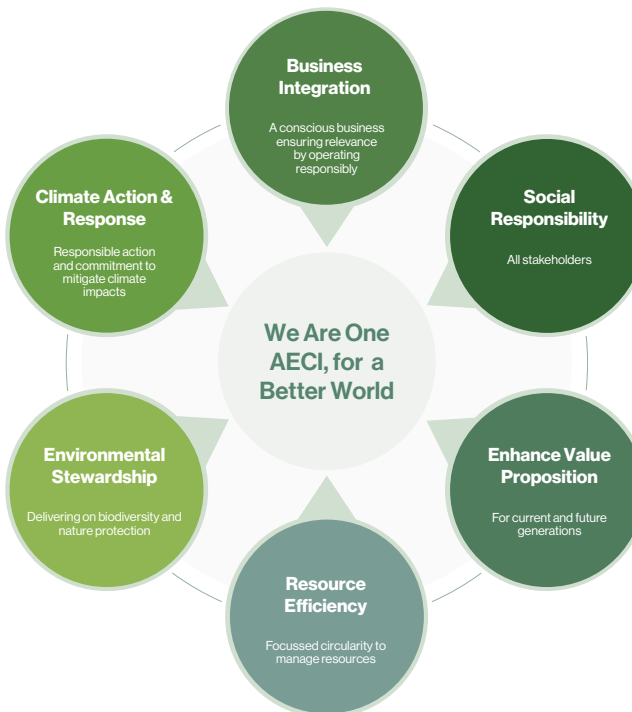 Business
Integration
A conscious business
ensuring relevance
by operating
responsibly
Climate Action &
Response
Responsible action
and commitment to
mitigate climate
impacts
Social
Responsibility
All stakeholders
We Are One
AECI, for a
Better World
Environmental
Stewardship
Delivering on biodiversity and
nature protection
Enhance Value
Proposition
For current and future
generations
Resource
Efficiency
Focussed circularity to
manage resources